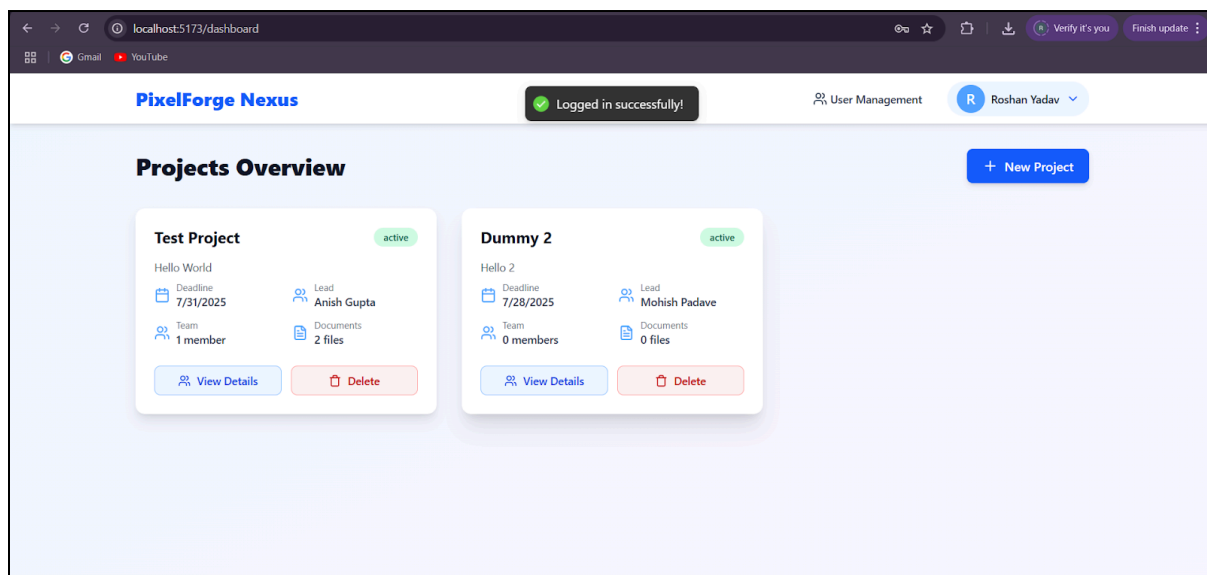 localhost:5173/dashboard
Verify it's you
Finish update
Gmail
YouTube
PixelForge Nexus
Logged in successfully!
User Management
R
Roshan Yadav
Projects Overview
+ New Project
Test Project
active
Hello World
Deadline
7/31/2025
Lead
Anish Gupta
Team
1 member
Documents
2 files
View Details
Delete
Dummy 2
active
Hello 2
Deadline
7/28/2025
Lead
Mohish Padave
Team
0 members
Documents
0 files
View Details
Delete